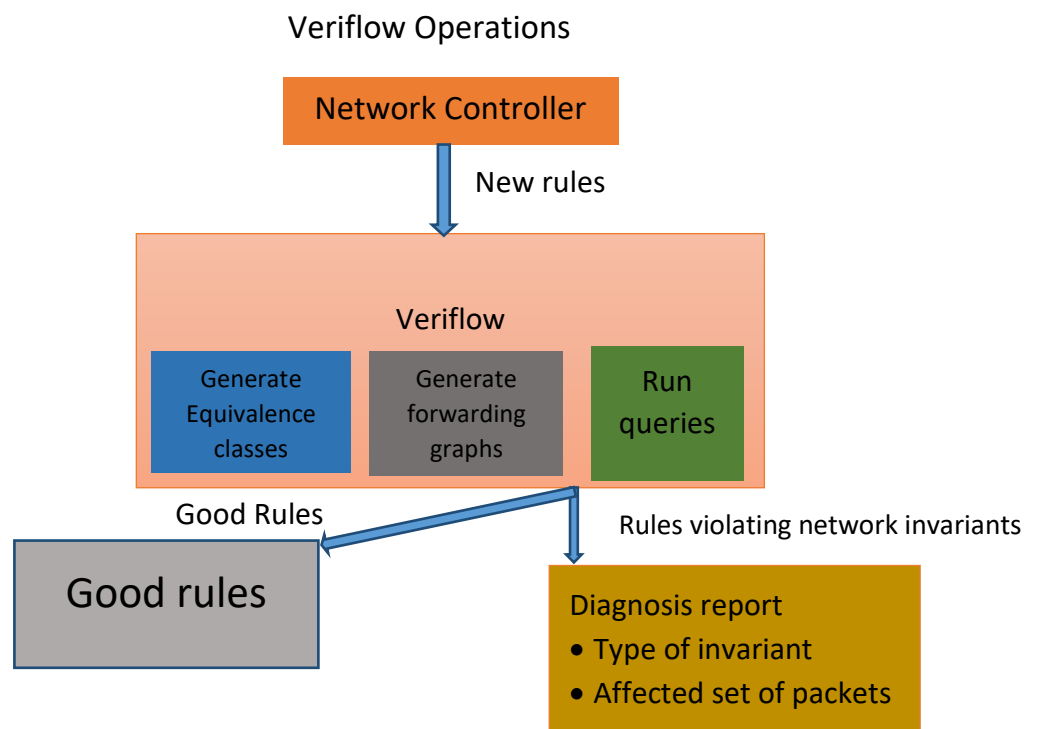 Veriflow Operations
Network Controller
New rules
Veriflow
Generate
Equivalence
classes
Generate
forwarding
graphs
Run
queries
Good Rules
Rules violating network invariants
Good rules
Diagnosis report
• Type of invariant
• Affected set of packets